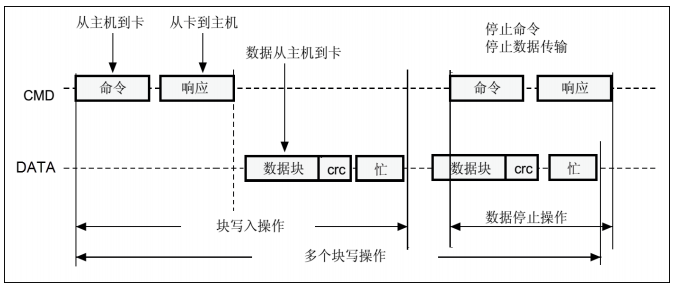 从主机到卡
从卡到主机
停止命令
停止数据传输
数据从主机到卡
CMD
命令
响应
命令
响应
DATA
数据块
crc
忙
数据块
crc
忙
块写入操作
数据停止操作
多个块写操作